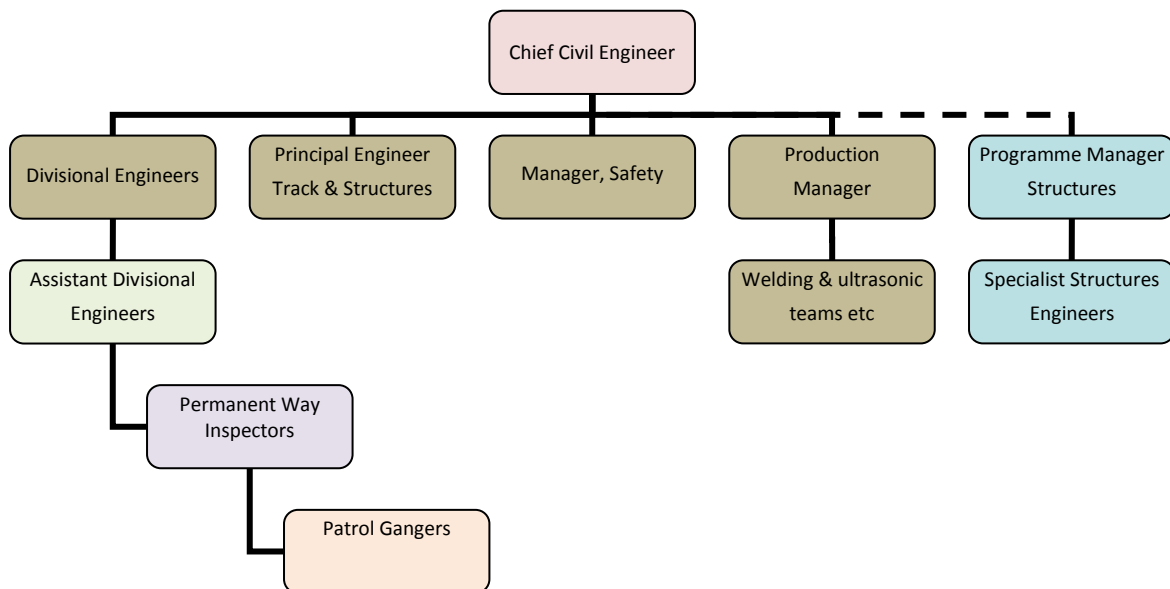 Chief Civil Engineer
Divisional Engineers
Principal Engineer
Track & Structures
Manager, Safety
Production
Manager
Programme Manager
Structures
Assistant Divisional
Engineers
Welding & ultrasonic
teams etc
Specialist Structures
Engineers
Permanent Way
Inspectors
Patrol Gangers